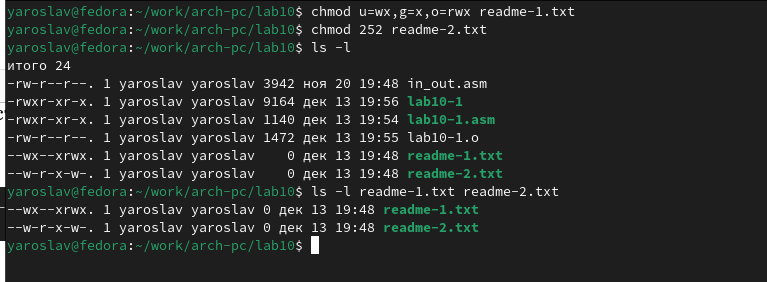 yaroslav@fedora:~/work/arch-pc/lab10$ chmod u=wx,g=x,o=rwx readme-1.txt
yaroslav@fedora:~/work/arch-pc/lab10$ chmod 252 readme-2.txt
yaroslav@fedora:~/work/arch-pc/lab10$ ls -l
итого 24
-rw-r--r--. 1 yaroslav yaroslav 3942 ноя 20 19:48 in_out.asm
-rwxr-xr-x. 1 yaroslav yaroslav 9164 дек 13 19:56 lab10-1
-rwxr-xr-x. 1 yaroslav yaroslav 1140 дек 13 19:54 lab10-1.asm
-rw-r--r--. 1 yaroslav yaroslav 1472 дек 13 19:55 lab10-1.o
--wx--xrwx. 1 yaroslav yaroslav    0 дек 13 19:48 readme-1.txt
--w-r-x-w-. 1 yaroslav yaroslav    0 дек 13 19:48 readme-2.txt
yaroslav@fedora:~/work/arch-pc/lab10$ ls -l readme-1.txt readme-2.txt
--wx--xrwx. 1 yaroslav yaroslav 0 дек 13 19:48 readme-1.txt
--w-r-x-w-. 1 yaroslav yaroslav 0 дек 13 19:48 readme-2.txt
yaroslav@fedora:~/work/arch-pc/lab10$